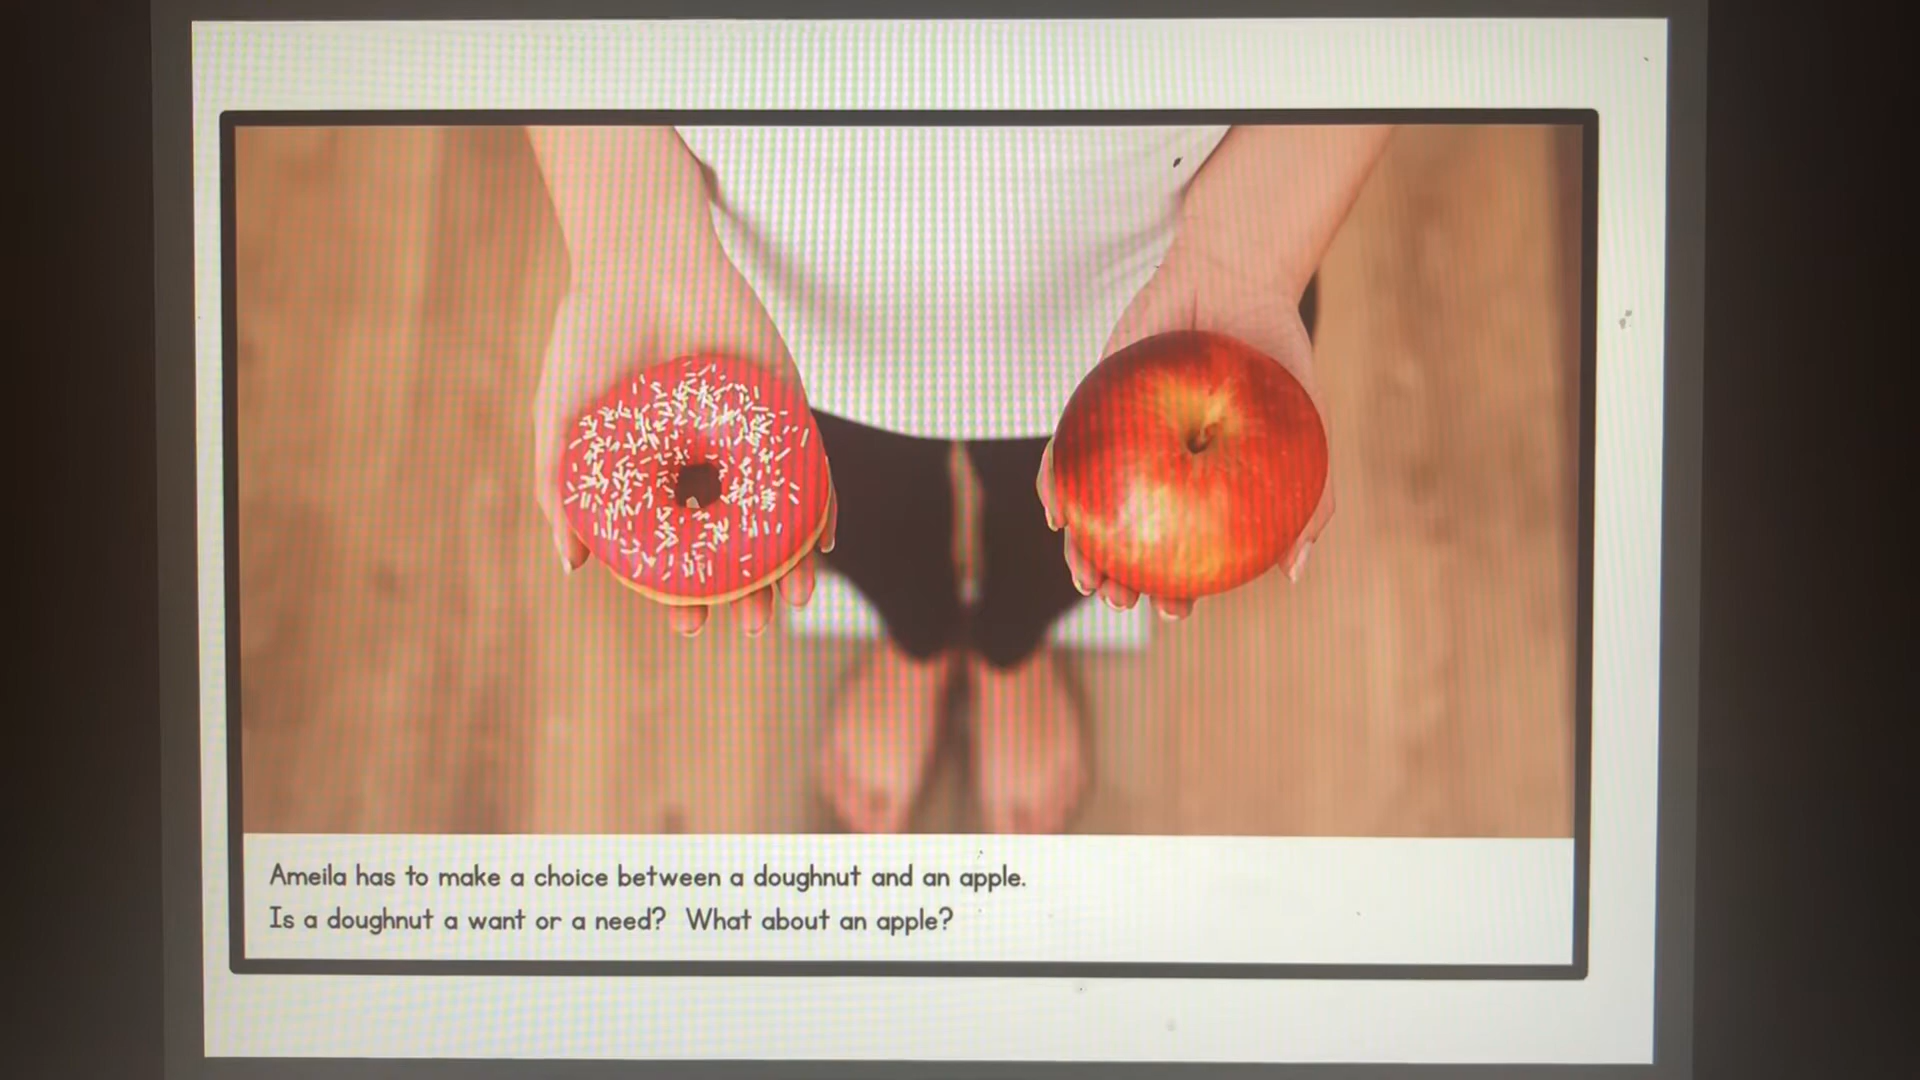 Ameila has to make a choice between a doughnut and an apple.
Is a doughnut a want or a need? What about an apple?